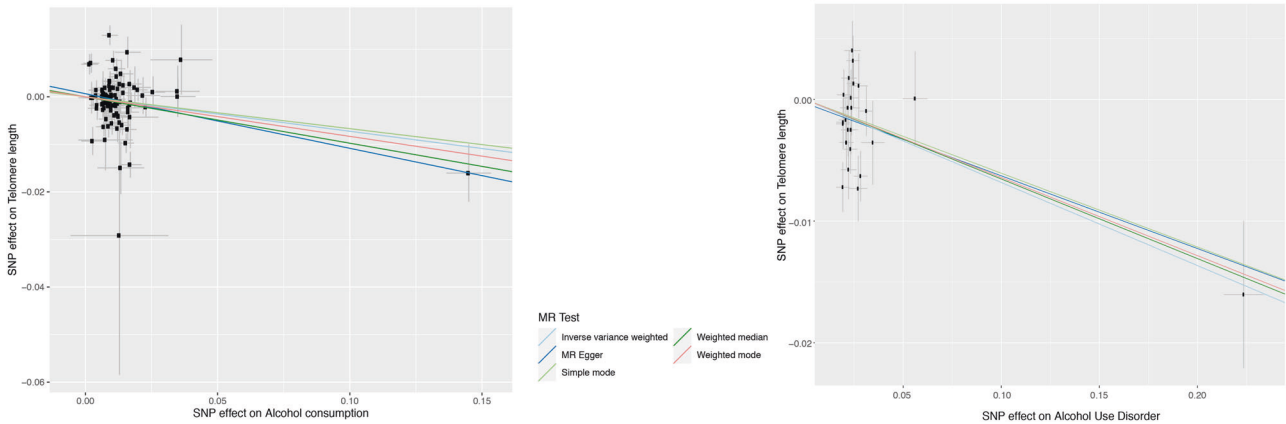 SNP effect on Telomere length
0.00
−0.02
−0.04
−0.06
0.00
0.05
0.10
0.15
SNP effect on Alcohol consumption
MR Test
Inverse variance weighted
Weighted median
MR Egger
Weighted mode
Simple mode
SNP effect on Telomere length
0.00
−0.01
−0.02
0.05
0.10
0.15
0.20
SNP effect on Alcohol Use Disorder